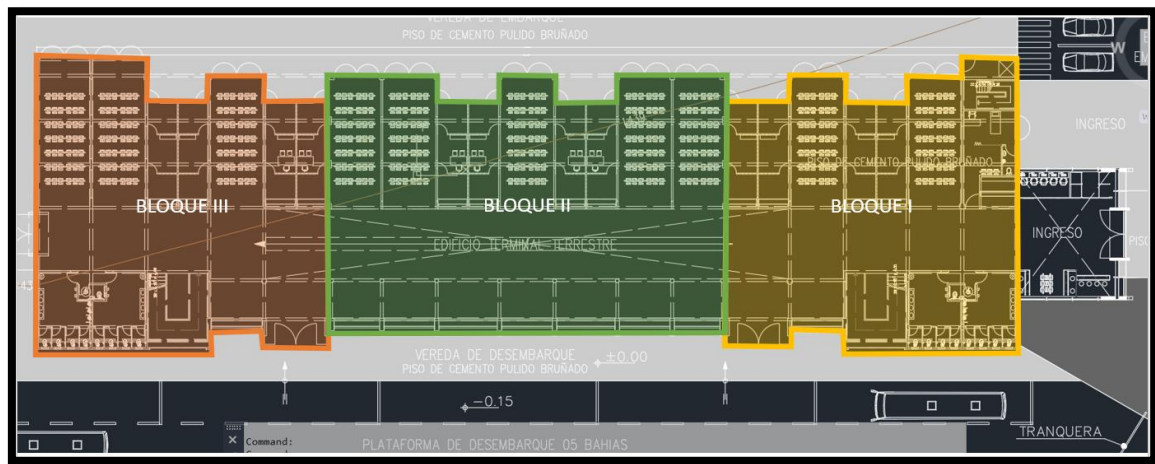 VEREDA DE EMBARQUE
PISO DE CEMENTO PULIDO BRUÑADO
W
INGRESO
PISO DE CEMENTO PULIDO BRUÑADO
BLOQUE III
BLOQUE II
BLOQUE I
INGRESO
EDIFICIO TERMINAL TERRESTRE
VEREDA DE DESEMBARQUE
±0.00
PISO DE CEMENTO PULIDO BRUÑADO
-0.15
Command:
PLATAFORMA DE DESEMBARQUE 05 BAHIAS
TRANQUERA